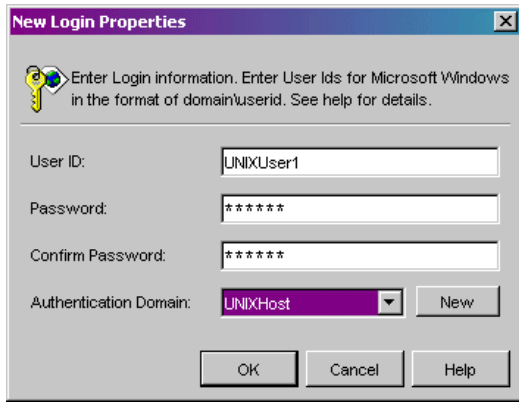 New Login Properties
Enter Login information. Enter User Ids for Microsoft Windows
in the format of domain\userid. See help for details.
User ID: UNIXUser1
Password: ******
Confirm Password: ******
Authentication Domain: UNIXHost New
OK Cancel Help